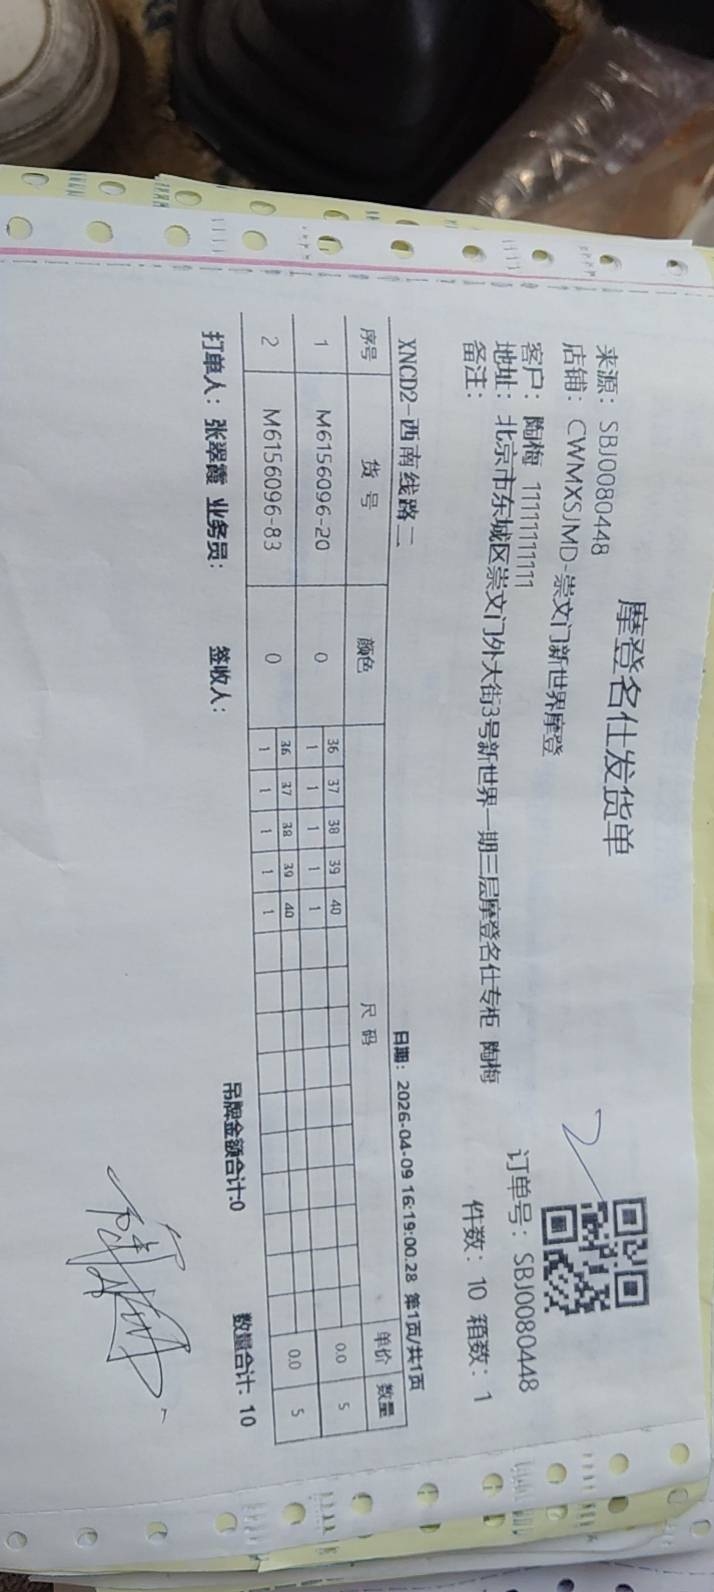 摩登名仕发货单
来源：SBJ0080448
店铺：CWMXSJMD-崇文门新世界摩登
订单号：SBJ0080448
客户：陶梅 11111111111
地址：北京市东城区崇文门外大街3号新世界一期三层摩登名仕专柜 陶梅
件数：10 箱数：1
备注：
XNCD2-西南线路二 日期：2026-04-09 16:19:00.28 第1页/共1页
序号 货号 颜色 尺码 单价 数量
36 37 38 39 40
1 M6156096-20 0 1 1 1 1 1 0.0 5
36 37 38 39 40
2 M6156096-83 0 1 1 1 1 1 0.0 5
打单人：张翠霞 业务员： 签收人： 吊牌金额合计:0 数量合计：10